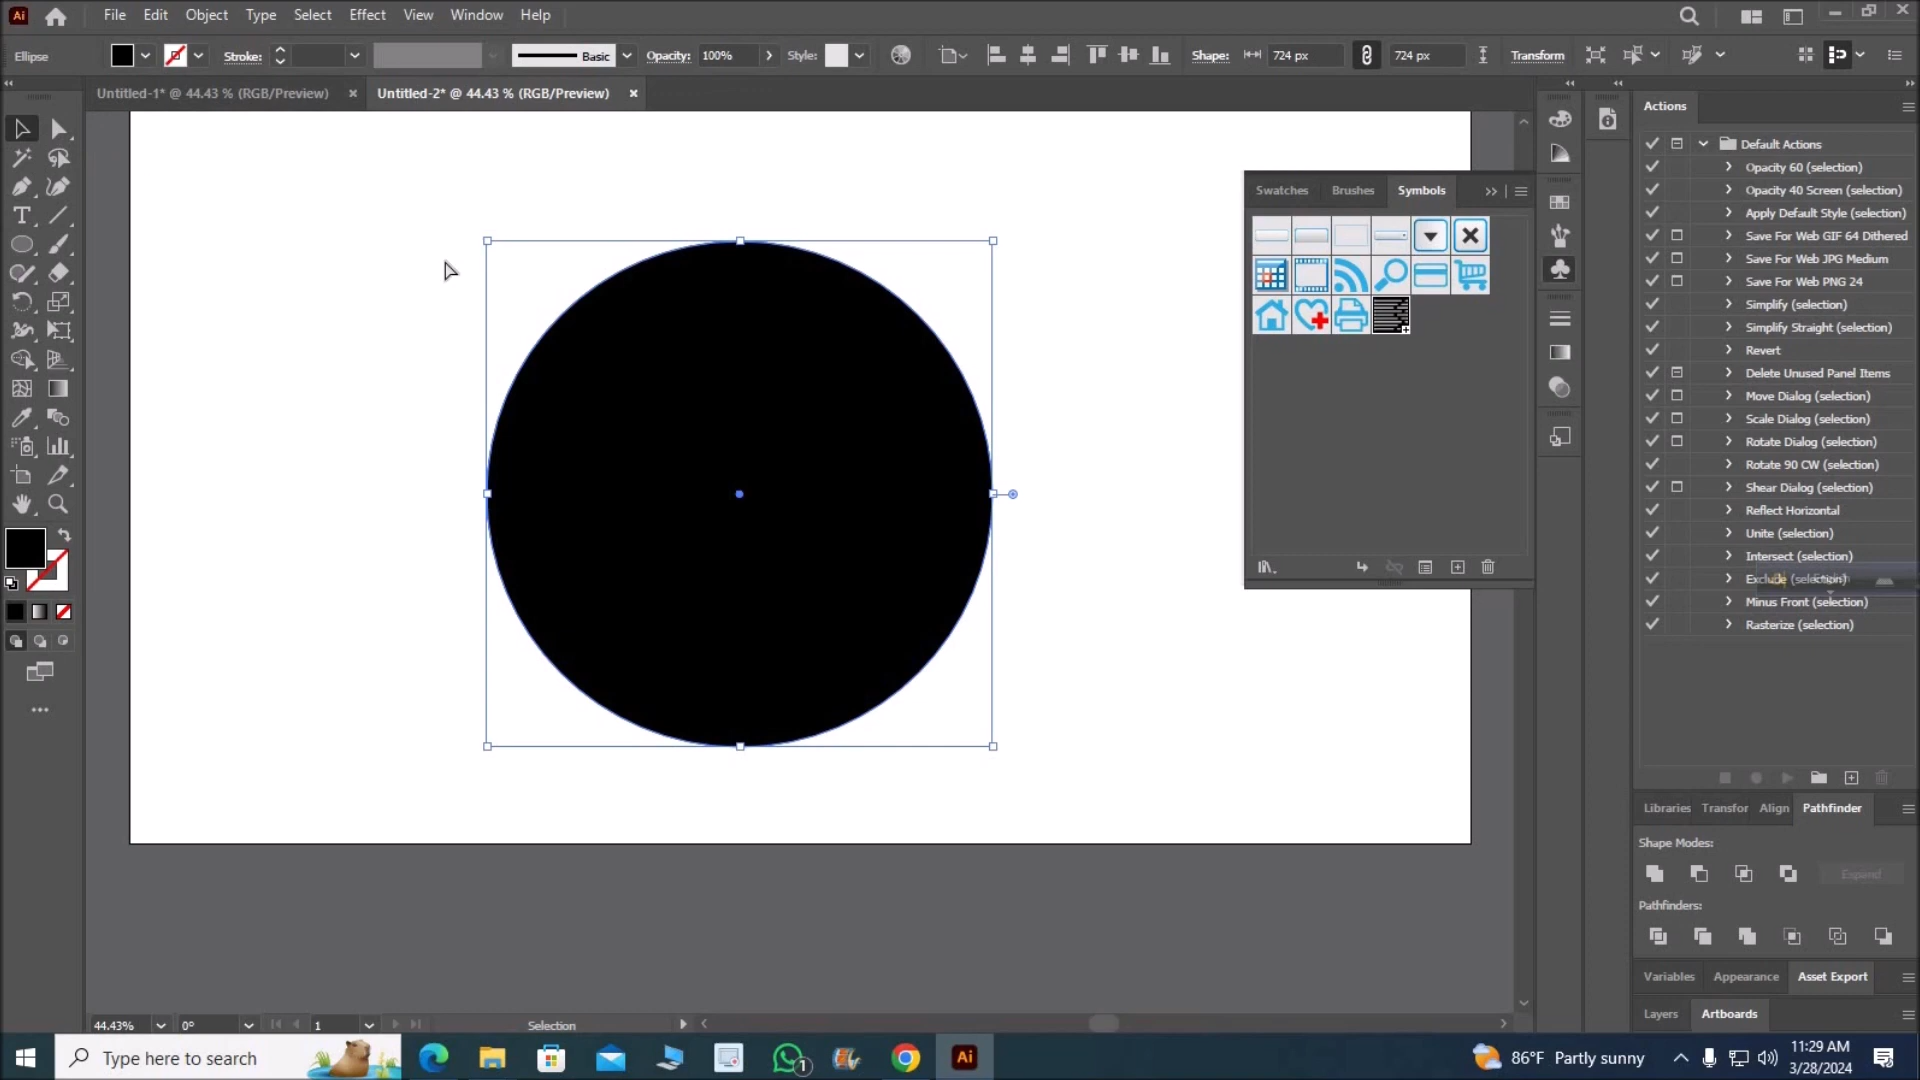 Ai File Edit Object Type Select Effect View Window Help
Ellipse Stroke: Basic Opacity: 100% Style: Shape: 724 px 724 px Transform
Untitled-1* @ 44.43 % (RGB/Preview) × Untitled-2* @ 44.43 % (RGB/Preview) ×
Actions
Default Actions
Opacity 60 (selection)
Opacity 40 Screen (selection)
Apply Default Style (selection)
Save For Web GIF 64 Dithered
Save For Web JPG Medium
Save For Web PNG 24
Simplify (selection)
Simplify Straight (selection)
Revert
Delete Unused Panel Items
Move Dialog (selection)
Scale Dialog (selection)
Rotate Dialog (selection)
Rotate 90 CW (selection)
Shear Dialog (selection)
Reflect Horizontal
Unite (selection)
Intersect (selection)
Exclude (selection)
Minus Front (selection)
Rasterize (selection)
Swatches Brushes Symbols
Libraries Transfor Align Pathfinder
Shape Modes:
Expand
Pathfinders:
Variables Appearance Asset Export
Layers Artboards
44.43% 0° 1 Selection
Type here to search
1
Ai
86°F Partly sunny
11:29 AM
3/28/2024